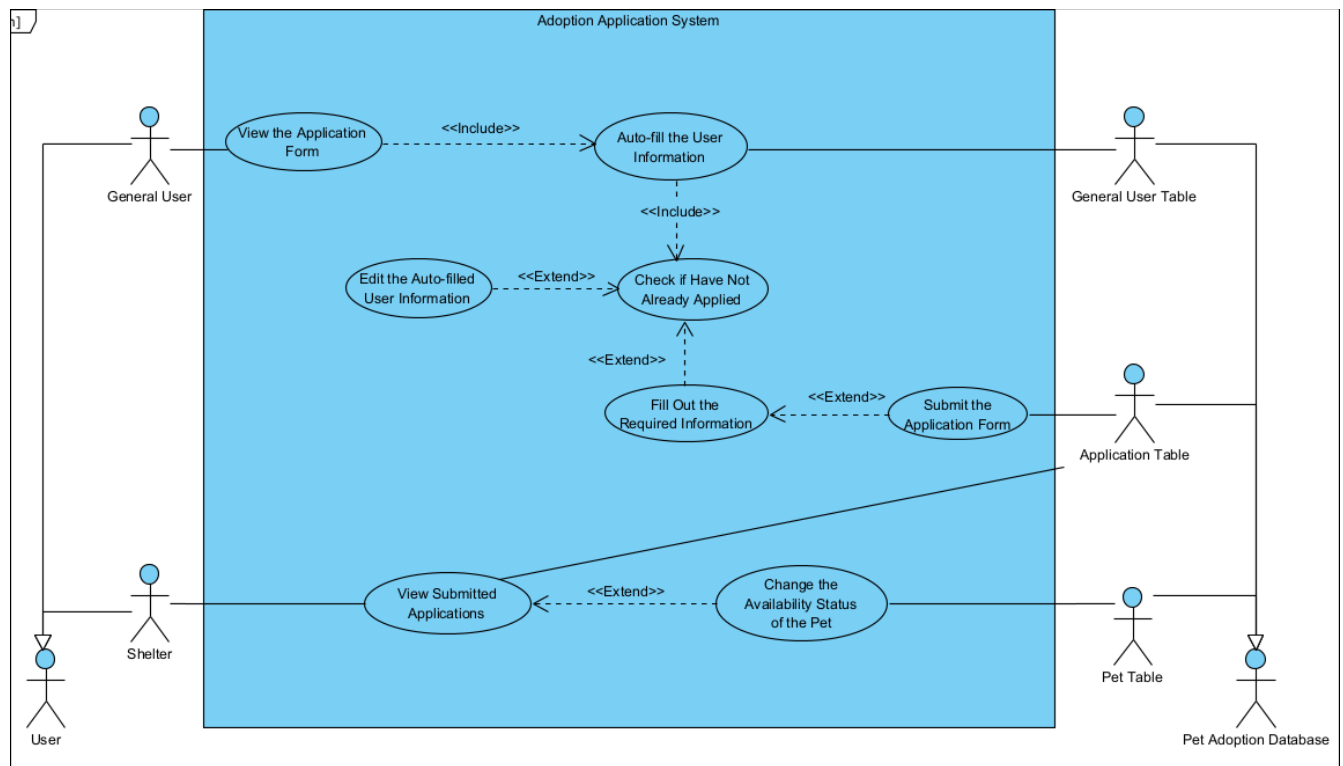 n]
Adoption Application System
View the Application
Form
<<Include>>
Auto-fill the User
Information
General User
General User Table
<<Include>>
Edit the Auto-filled
User Information
<<Extend>>
Check if Have Not
Already Applied
<<Extend>>
Fill Out the
Required Information
<<Extend>>
Submit the
Application Form
Application Table
View Submitted
Applications
<<Extend>>
Change the
Availability Status
of the Pet
Shelter
Pet Table
User
Pet Adoption Database